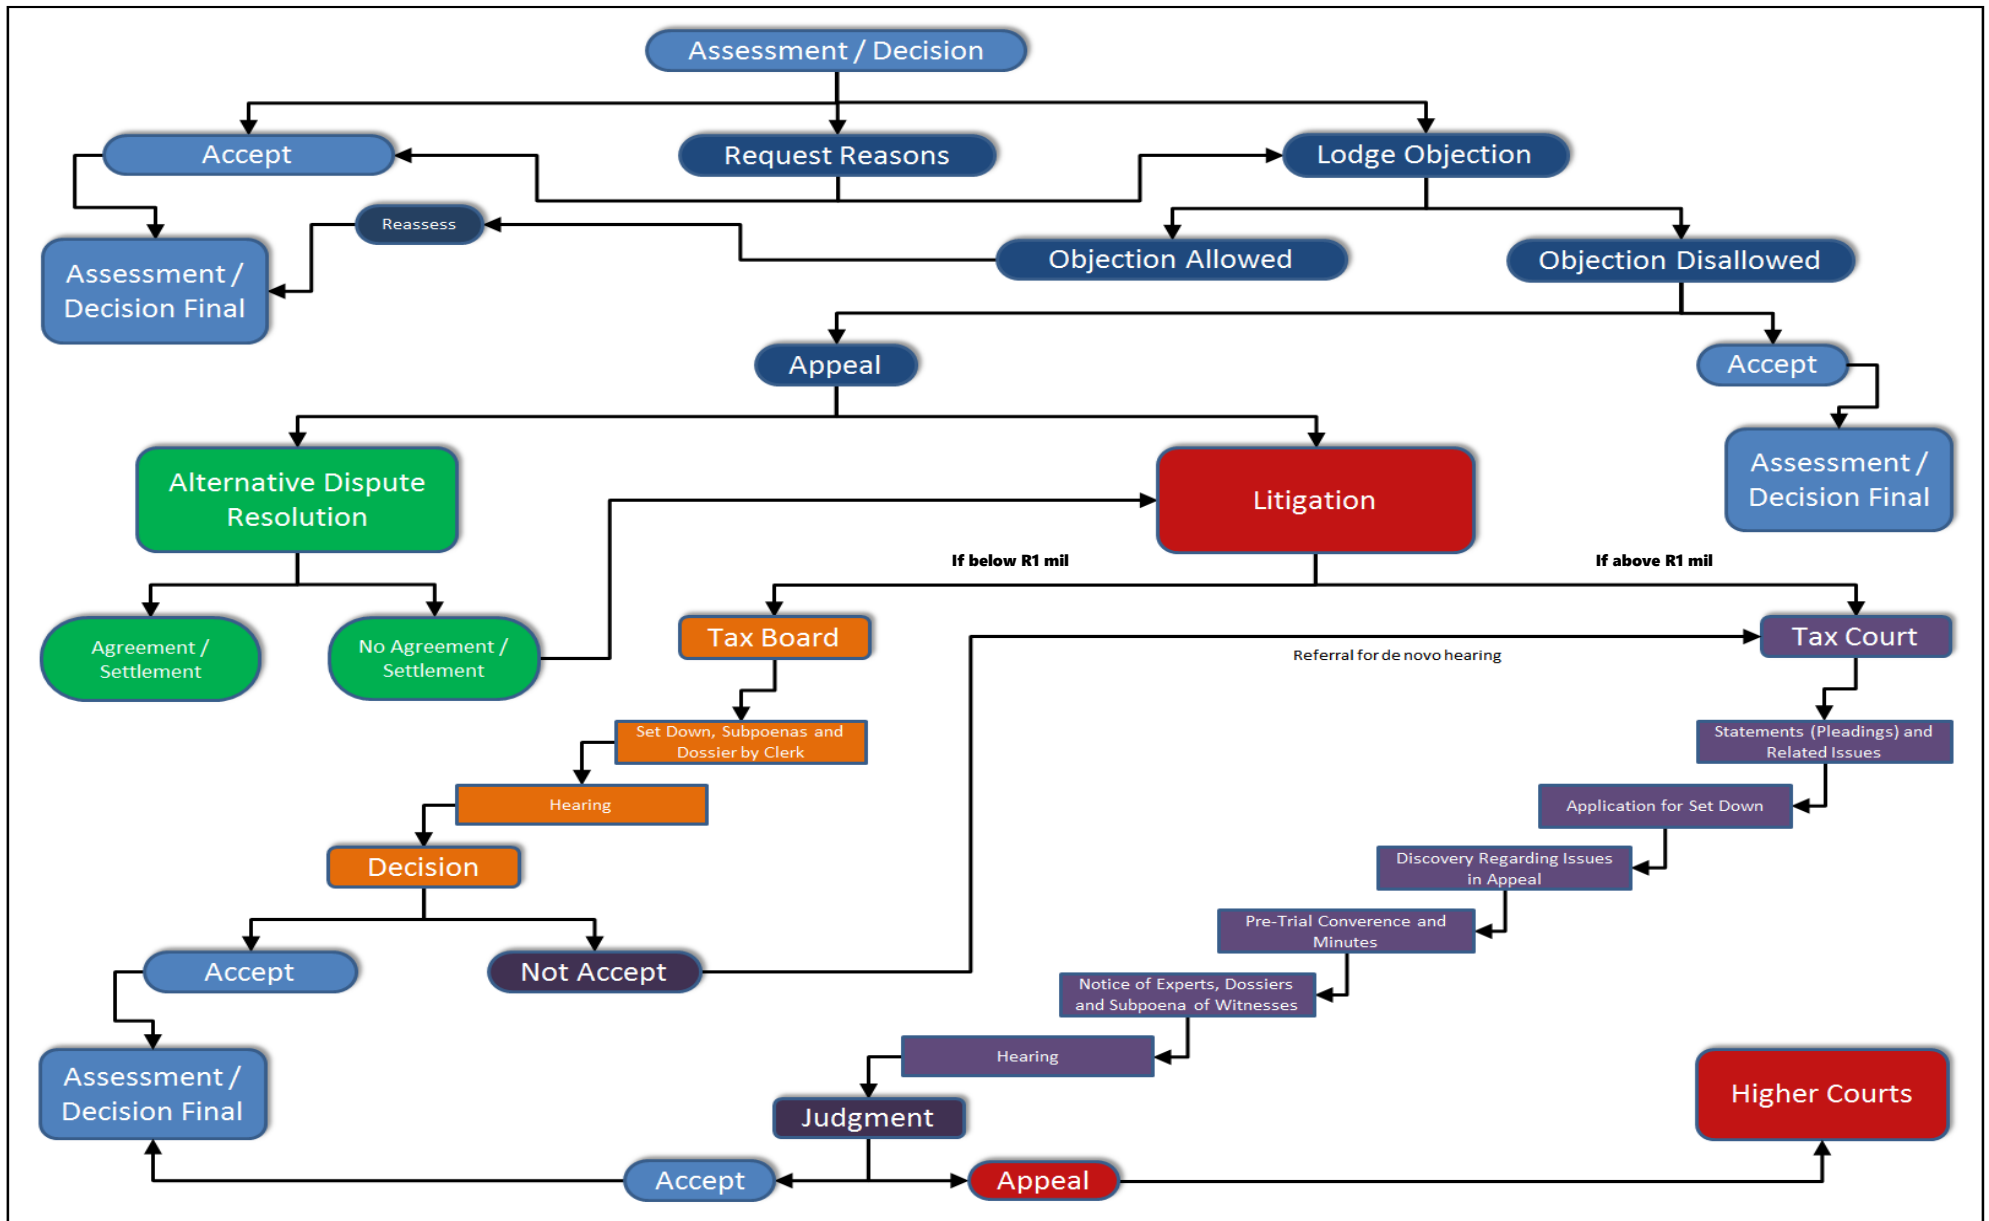 Assessment / Decision
Accept
Request Reasons
Lodge Objection
Reassess
Objection Allowed
Objection Disallowed
Assessment /
Decision Final
Appeal
Accept
Alternative Dispute
Resolution
Litigation
Assessment /
Decision Final
If below R1 mil
If above R1 mil
Agreement /
Settlement
No Agreement /
Settlement
Tax Board
Tax Court
Referral for de novo hearing
Set Down, Subpoenas and
Dossier by Clerk
Statements (Pleadings) and
Related Issues
Hearing
Application for Set Down
Decision
Discovery Regarding Issues
in Appeal
Pre-Trial Converence and
Minutes
Accept
Not Accept
Notice of Experts, Dossiers
and Subpoena of Witnesses
Hearing
Assessment /
Decision Final
Higher Courts
Judgment
Accept
Appeal